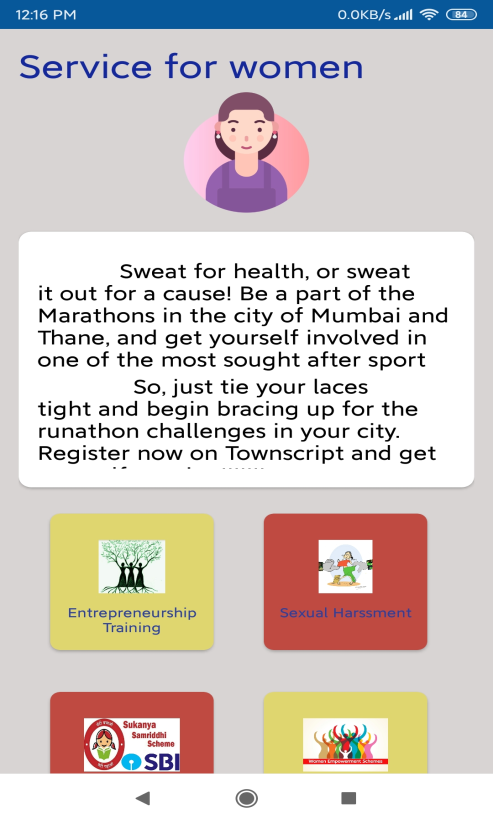 12:16 PM 0.0KB/s 84
Service for women
Sweat for health, or sweat
it out for a cause! Be a part of the
Marathons in the city of Mumbai and
Thane, and get yourself involved in
one of the most sought after sport
So, just tie your laces
tight and begin bracing up for the
runathon challenges in your city.
Register now on Townscript and get
Entrepreneurship
Training
Sexual Harssment
Sukanya
Samriddhi
Scheme
SBI
Women Empowerment Schemes